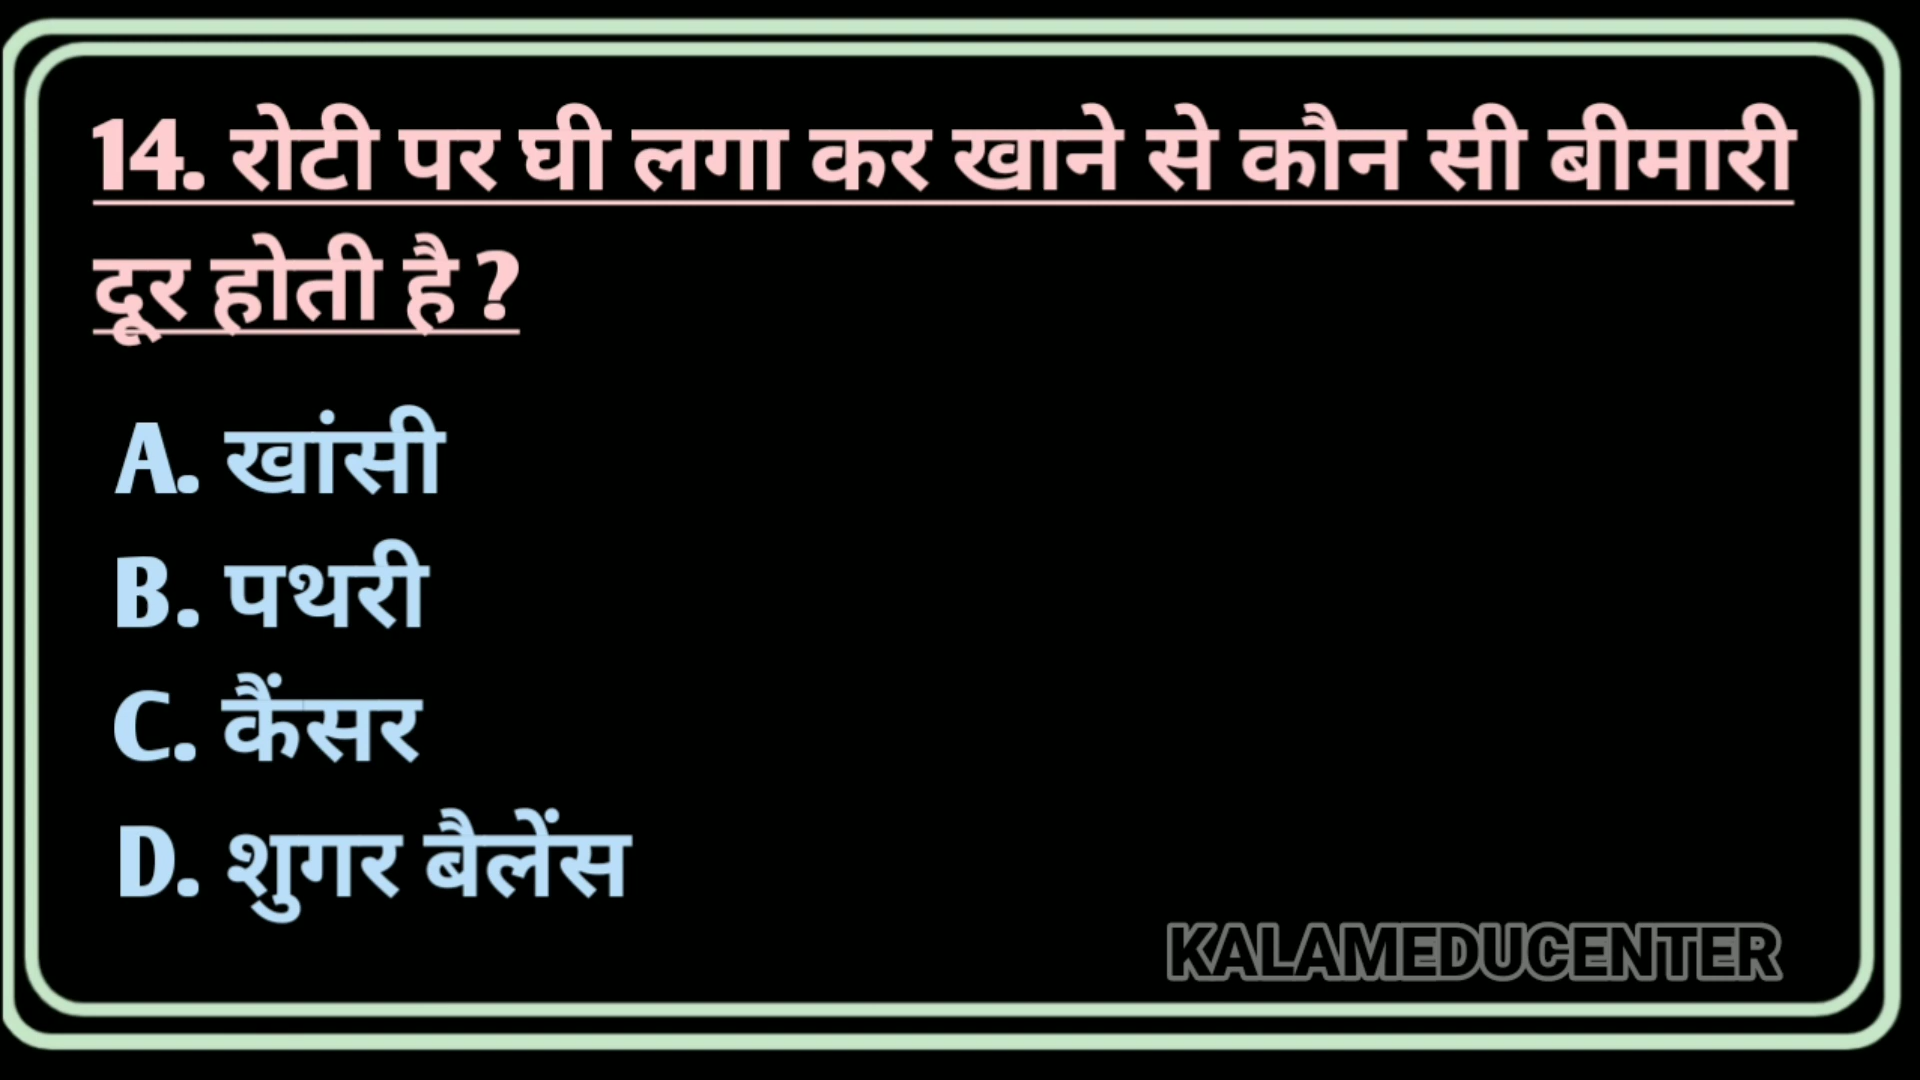 14. रोटी पर घी लगा कर खाने से कौन सी बीमारी
दूर होती है ?
A. खांसी
B. पथरी
C. कैंसर
D. शुगर बैलेंस
KALAMEDUCENTER